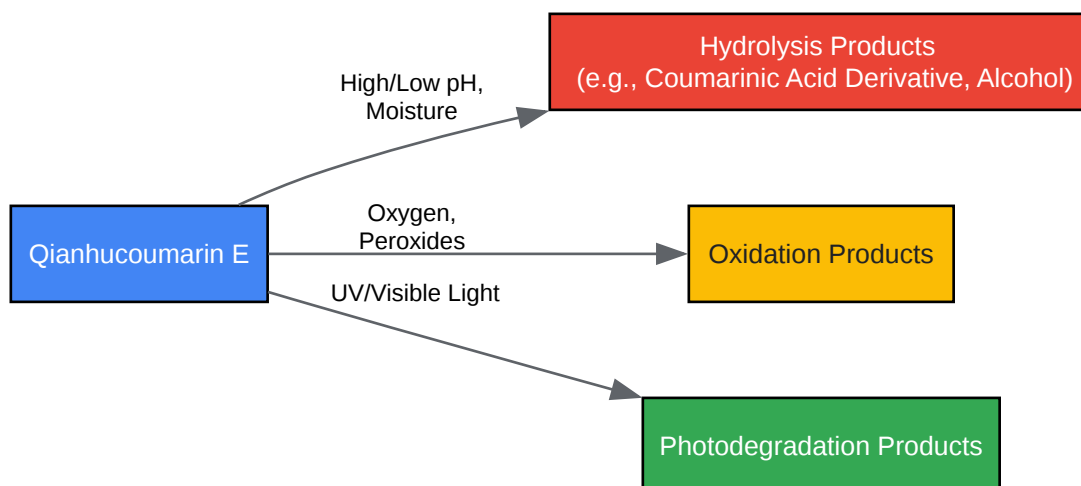 Hydrolysis Products
(e.g., Coumarinic Acid Derivative, Alcohol)
High/Low pH,
Moisture
Qianhucoumarin E
Oxygen,
Peroxides
Oxidation Products
UV/Visible Light
Photodegradation Products